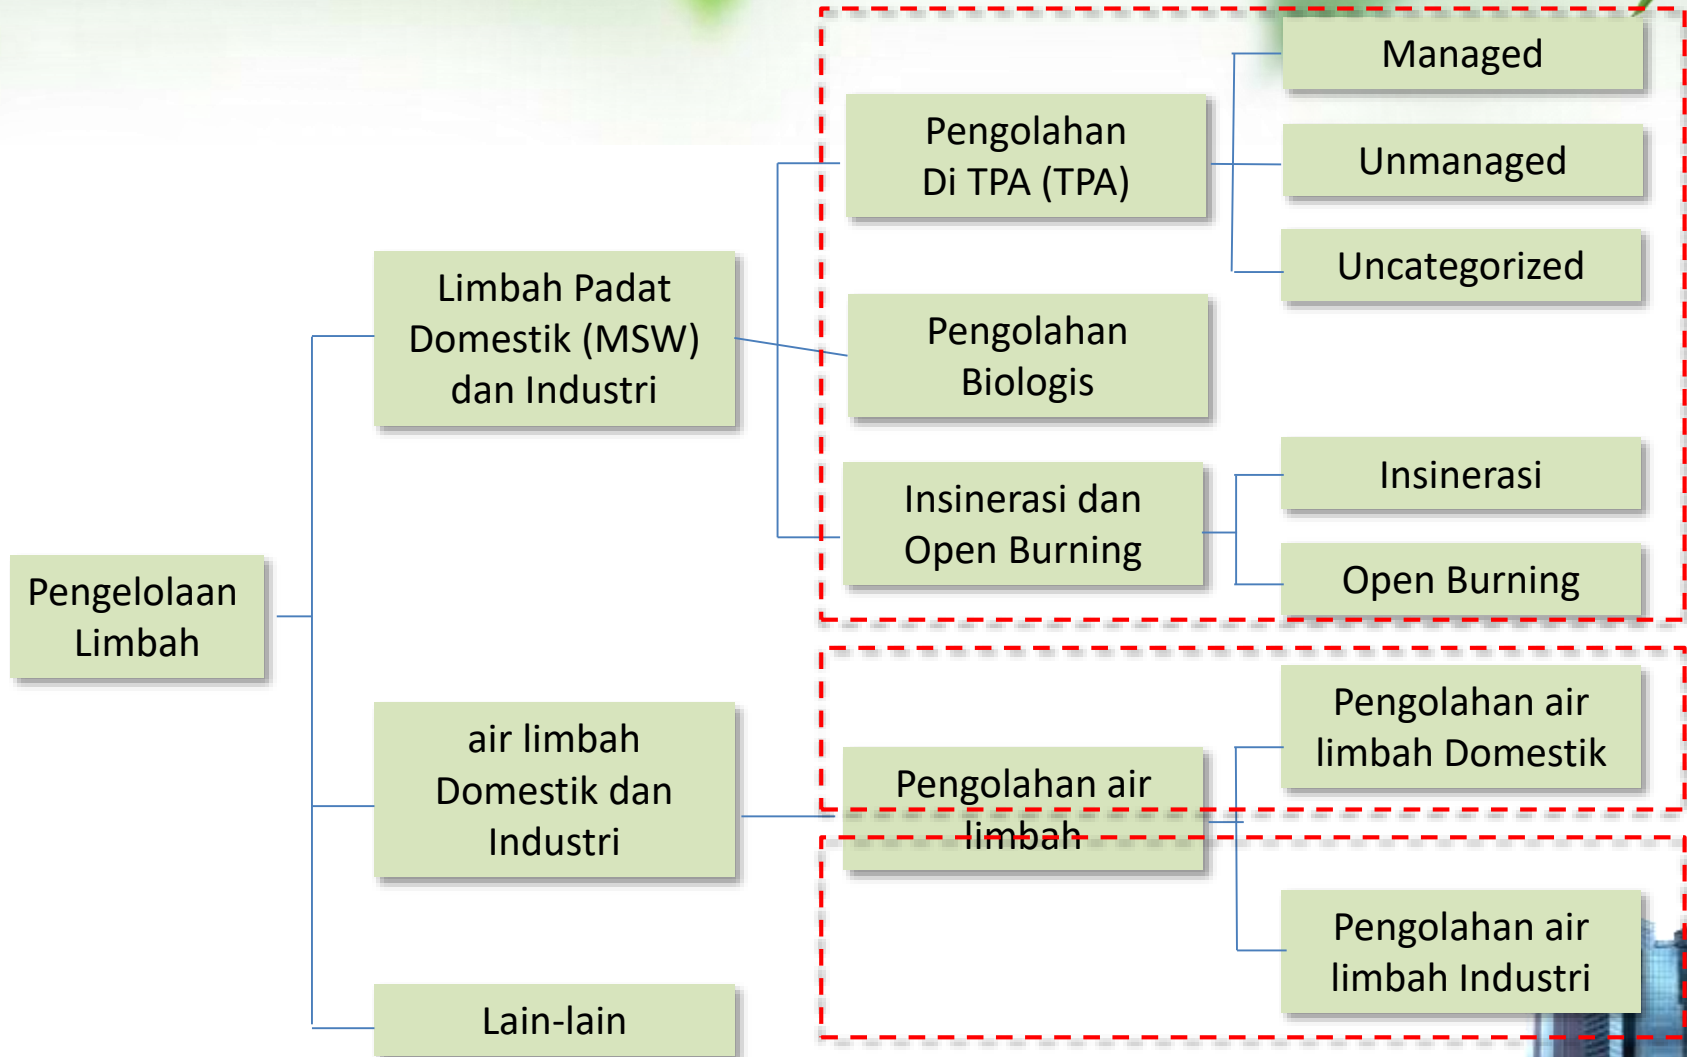 Pengelolaan
Limbah
Limbah Padat
Domestik (MSW)
dan Industri
air limbah
Domestik dan
Industri
Lain-lain
Pengolahan
Di TPA (TPA)
Pengolahan
Biologis
Insinerasi dan
Open Burning
Pengolahan air
limbah
Managed
Unmanaged
Uncategorized
Insinerasi
Open Burning
Pengolahan air
limbah Domestik
Pengolahan air
limbah Industri